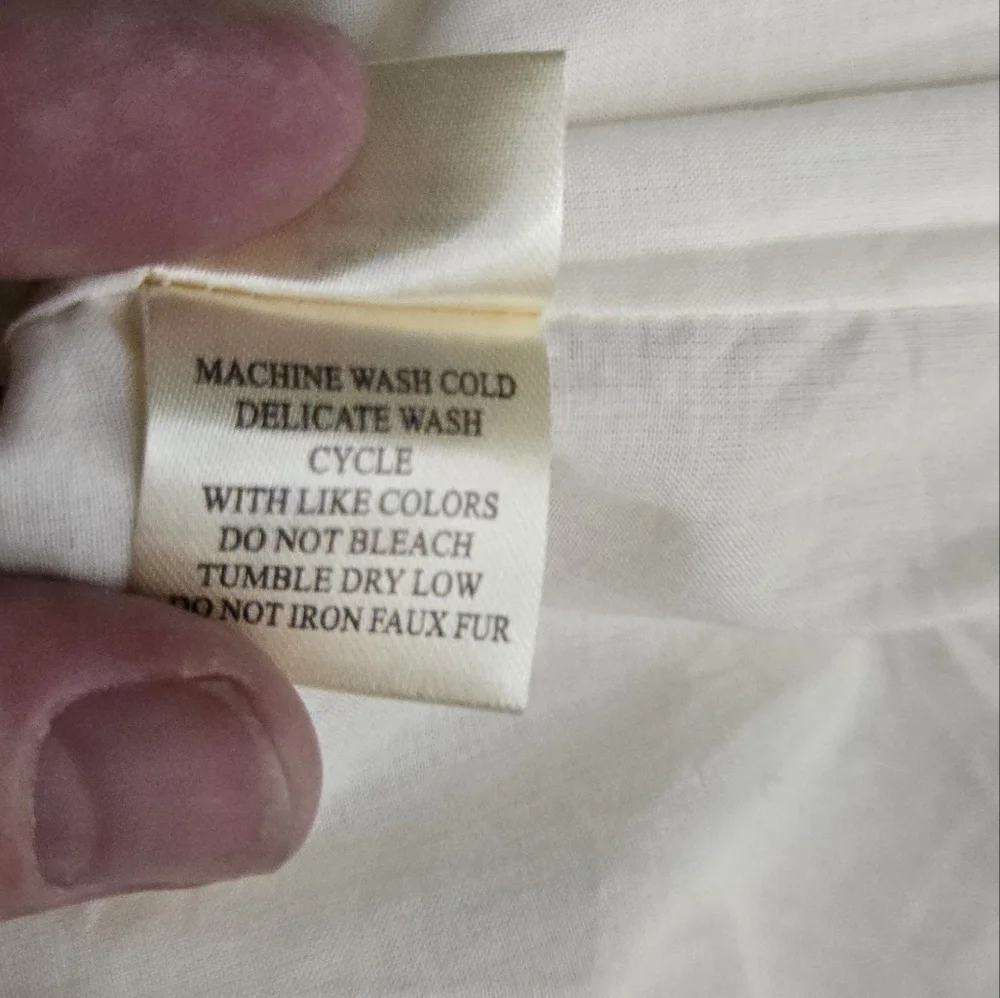 MACHINE WASH COLD
DELICATE WASH
CYCLE
WITH LIKE COLORS
DO NOT BLEACH
TUMBLE DRY LOW
DO NOT IRON FAUX FUR